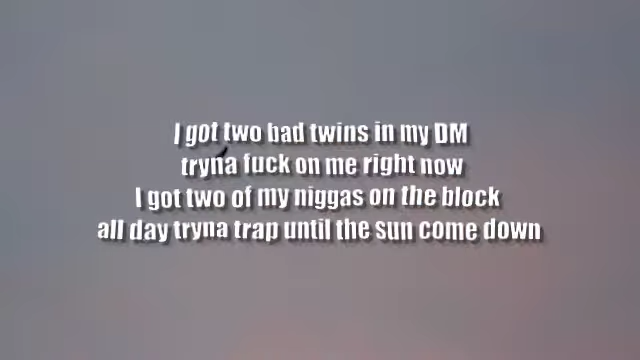 I got two bad twins in my DM
tryna fuck on me right now
I got two of my niggas on the block
all day tryna trap until the sun come down